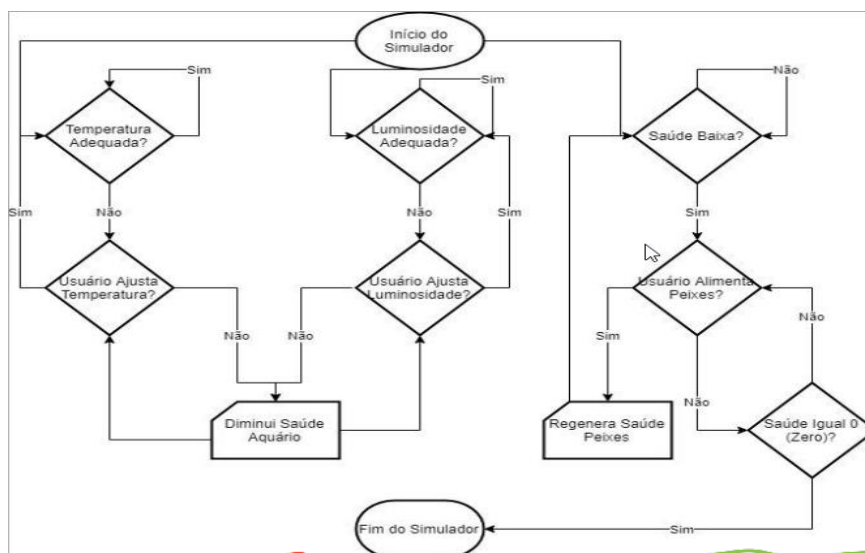 Início do
Simulador
Sim
Sim
Não
Temperatura
Adequada?
Luminosidade
Adequada?
Saúde Baixa?
Sim
Não
Não
Sim
Sim
Usuário Ajusta
Temperatura?
Usuário Ajusta
Luminosidade?
Usuário Alimenta
Peixes?
Não
Não
Sim
Não
Diminui Saúde
Aquário
Regenera Saúde
Peixes
Não
Saúde Igual 0
(Zero)?
Fim do Simulador
Sim